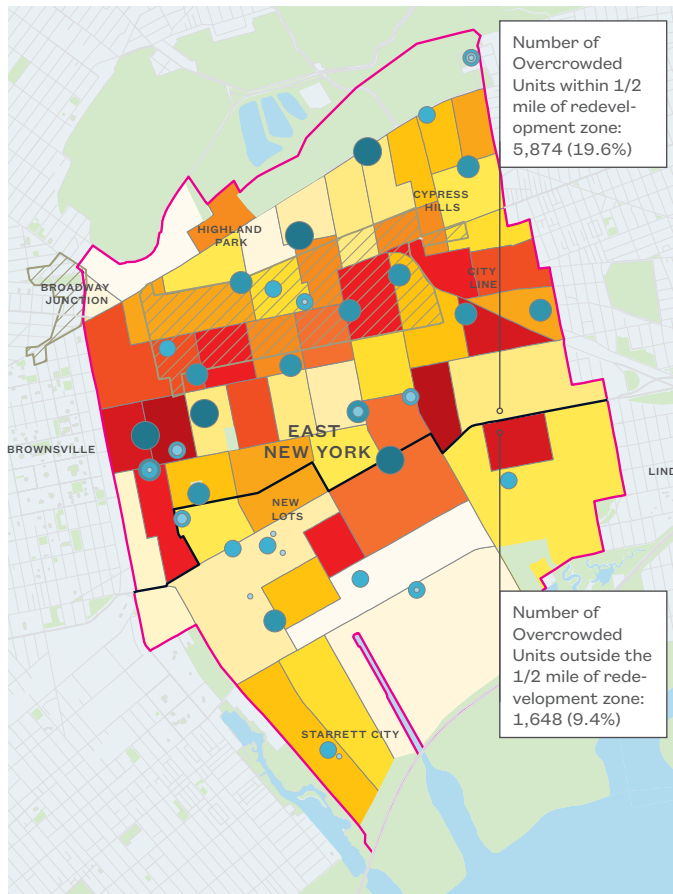 Number of
Overcrowded
Units within 1/2
mile of redevel-
opment zone:
5,874 (19.6%)
CYPRESS
HILLS
HIGHLAND
PARK
CITY
LINE
BROADWAY
JUNCTION
EAST
NEW YORK
BROWNSVILLE
LIND
NEW
LOTS
Number of
Overcrowded
Units outside the
1/2 mile of rede-
velopment zone:
1,648 (9.4%)
STARRETT CITY